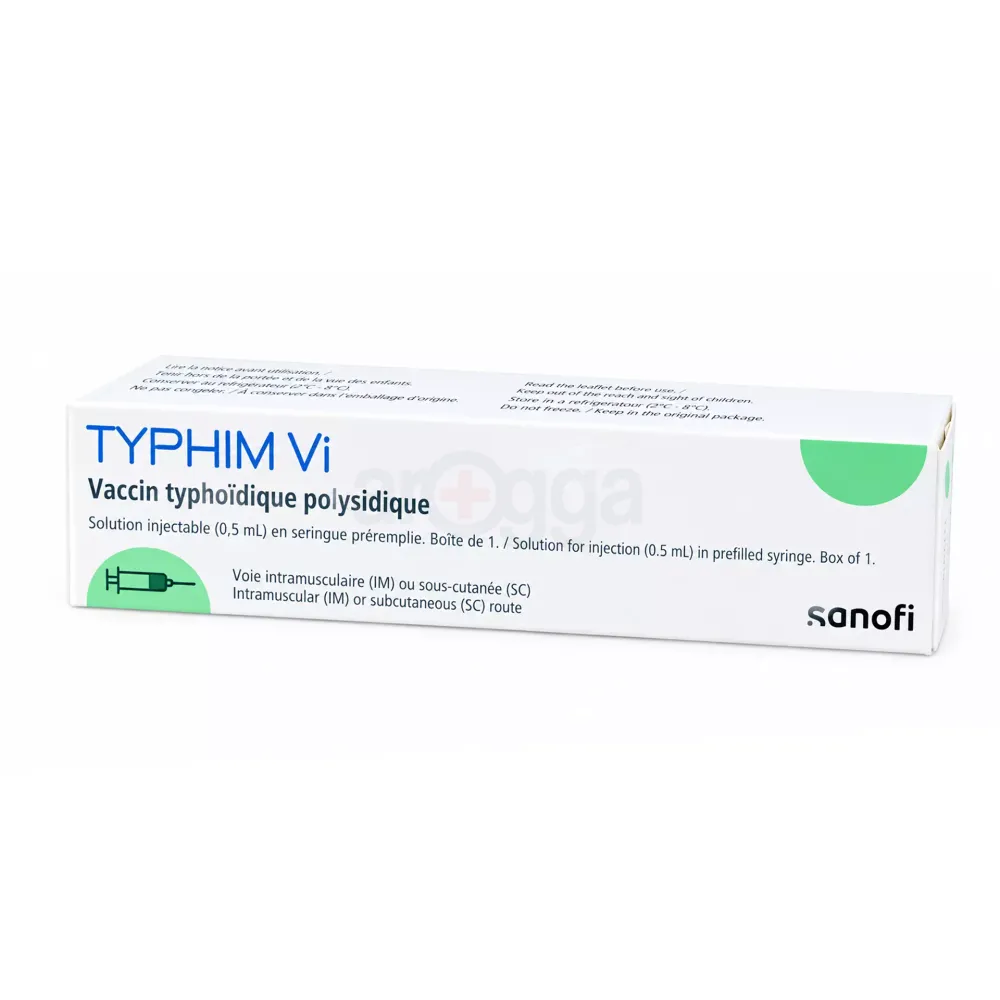 Lire la notice avant utilisation. /
Tenir hors de la portée et de la vue des enfants.
Conserver au réfrigérateur (2°C - 8°C).
Ne pas congeler. / À conserver dans l'emballage d'origine.
Read the leaflet before use. /
Keep out of the reach and sight of children.
Store in a refrigeratour (2°C - 8°C).
Do not freeze. / Keep in the original package.
TYPHIM Vi
Vaccin typhoïdique polysidique
arogga
Solution injectable (0,5 mL) en seringue préremplie. Boîte de 1. / Solution for injection (0.5 mL) in prefilled syringe. Box of 1.
Voie intramusculaire (IM) ou sous-cutanée (SC)
Intramuscular (IM) or subcutaneous (SC) route
sanofi